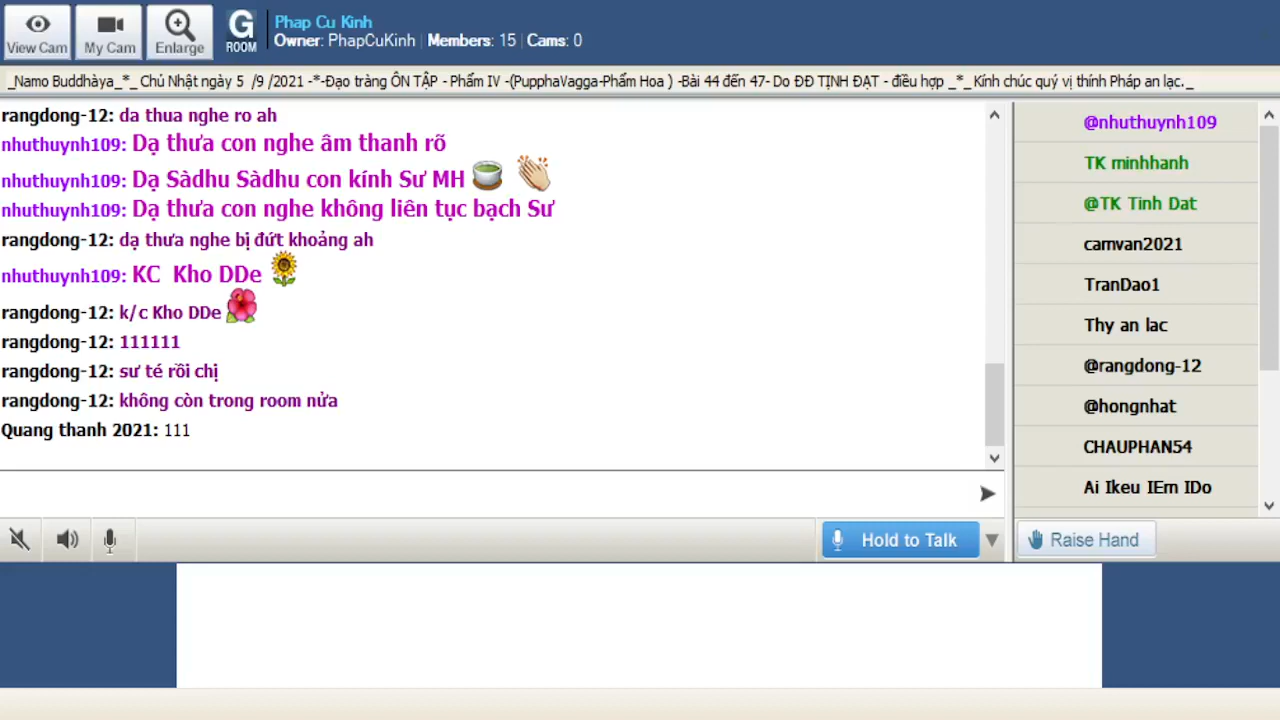 View Cam
My Cam
Enlarge
G
ROOM
Phap Cu Kinh
Owner: PhapCuKinh | Members: 15 | Cams: 0
_Namo Buddhàya_*_ Chủ Nhật ngày 5 /9 /2021 -*-Đạo tràng ÔN TẬP - Phẩm IV -(PupphaVagga-Phẩm Hoa ) -Bài 44 đến 47- Do ĐĐ TỊNH ĐẠT - điều hợp _*_ Kính chúc quý vị thính Pháp an lạc._
rangdong-12: da thua nghe ro ah
nhuthuynh109: Dạ thưa con nghe âm thanh rõ
nhuthuynh109: Dạ Sàdhu Sàdhu con kính Sư MH
nhuthuynh109: Dạ thưa con nghe không liên tục bạch Sư
rangdong-12: dạ thưa nghe bị đứt khoảng ah
nhuthuynh109: KC Kho DDe
rangdong-12: k/c Kho DDe
rangdong-12: 111111
rangdong-12: sư té rồi chị
rangdong-12: không còn trong room nửa
Quang thanh 2021: 111
@nhuthuynh109
TK minhhanh
@TK Tinh Dat
camvan2021
TranDao1
Thy an lac
@rangdong-12
@hongnhat
CHAUPHAN54
Ai Ikeu IEm IDo
Hold to Talk
Raise Hand